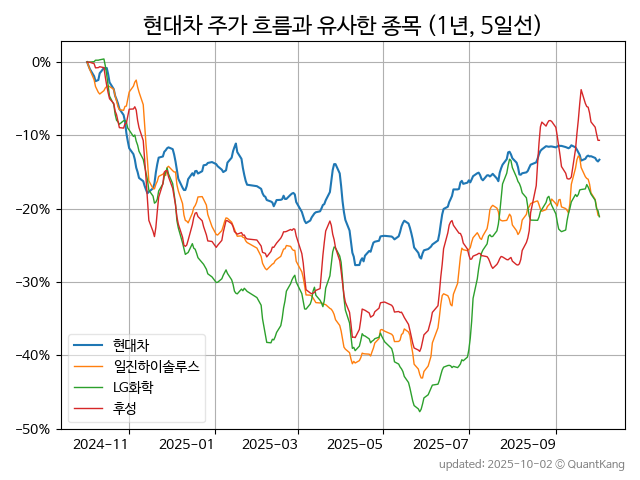 현대차 주가 흐름과 유사한 종목 (1년, 5일선)
0%
−10%
−20%
−30%
−40%
−50%
현대차
일진하이솔루스
LG화학
후성
2024-11
2025-01
2025-03
2025-05
2025-07
2025-09
updated: 2025-10-02 © QuantKang